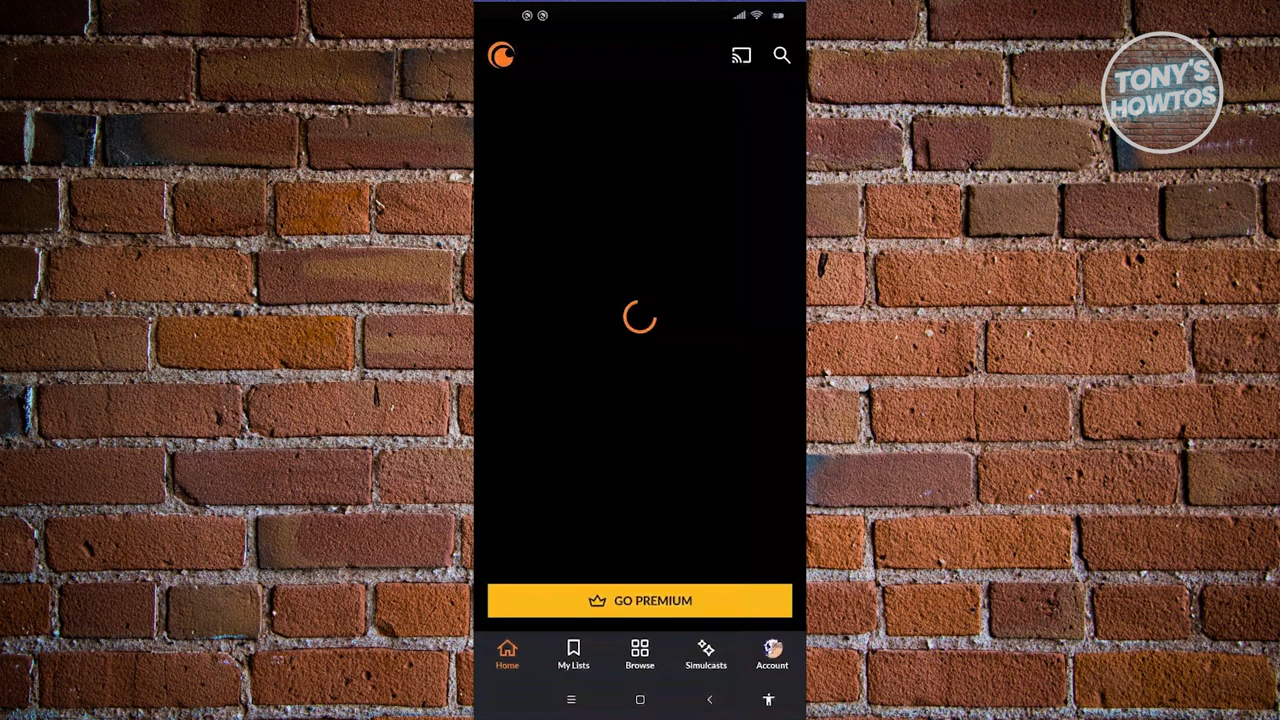 TONY'S
HOWTOS
GO PREMIUM
Home
My Lists
Browse
Simulcasts
Account